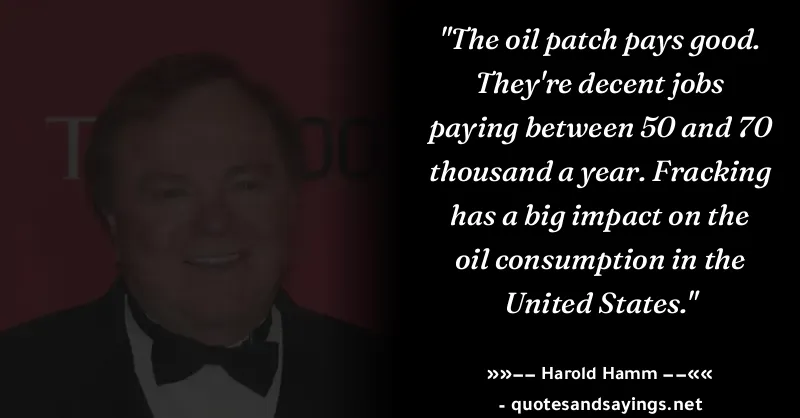 "The oil patch pays good.
They're decent jobs
paying between 50 and 70
thousand a year. Fracking
has a big impact on the
oil consumption in the
United States."
»»−− Harold Hamm −−««
- quotesandsayings.net
T
00